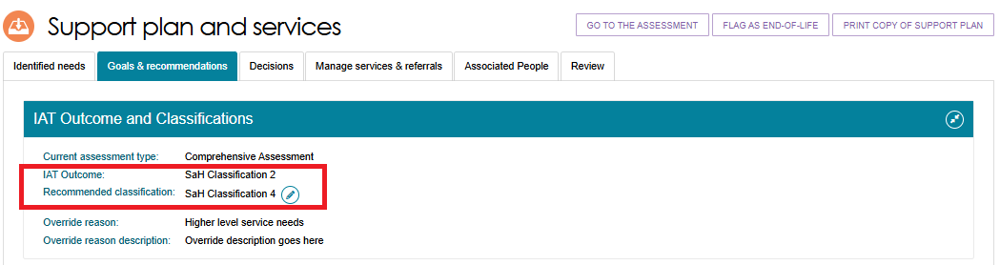 Support plan and services
GO TO THE ASSESSMENT FLAG AS END-OF-LIFE PRINT COPY OF SUPPORT PLAN
Identified needs Goals & recommendations Decisions Manage services & referrals Associated People Review
IAT Outcome and Classifications
Current assessment type: Comprehensive Assessment
IAT Outcome: SaH Classification 2
Recommended classification: SaH Classification 4
Override reason: Higher level service needs
Override reason description: Override description goes here